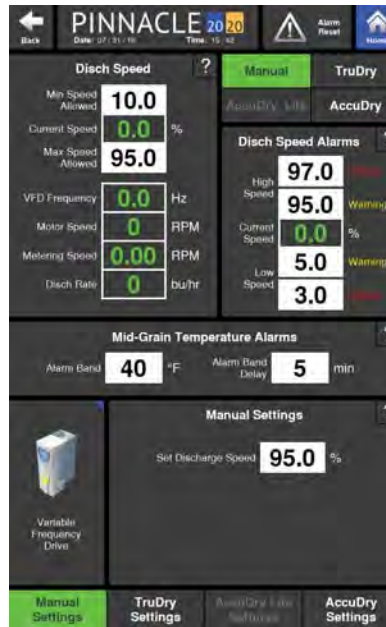 PINNACLE 20 20
Back
Date: 07/21/16 Time: 15:42
Alarm
Reset
Home
Disch Speed ?
Min Speed
Allowed 10.0
Current Speed 0.0 %
Max Speed
Allowed 95.0
VFD Frequency 0.0 Hz
Motor Speed 0 RPM
Metering Speed 0.00 RPM
Disch Rate 0 bu/hr
Manual TruDry
AccuDry Lite AccuDry
Disch Speed Alarms
High
Speed
97.0
95.0 Warning
Current
Speed 0.0 %
Low
Speed
5.0 Warning
3.0
Mid-Grain Temperature Alarms
Alarm Band 40 °F
Alarm Band
Delay 5 min
Variable
Frequency
Drive
Manual Settings
Set Discharge Speed 95.0 %
Manual
Settings
TruDry
Settings
AccuDry Lite
Settings
AccuDry
Settings